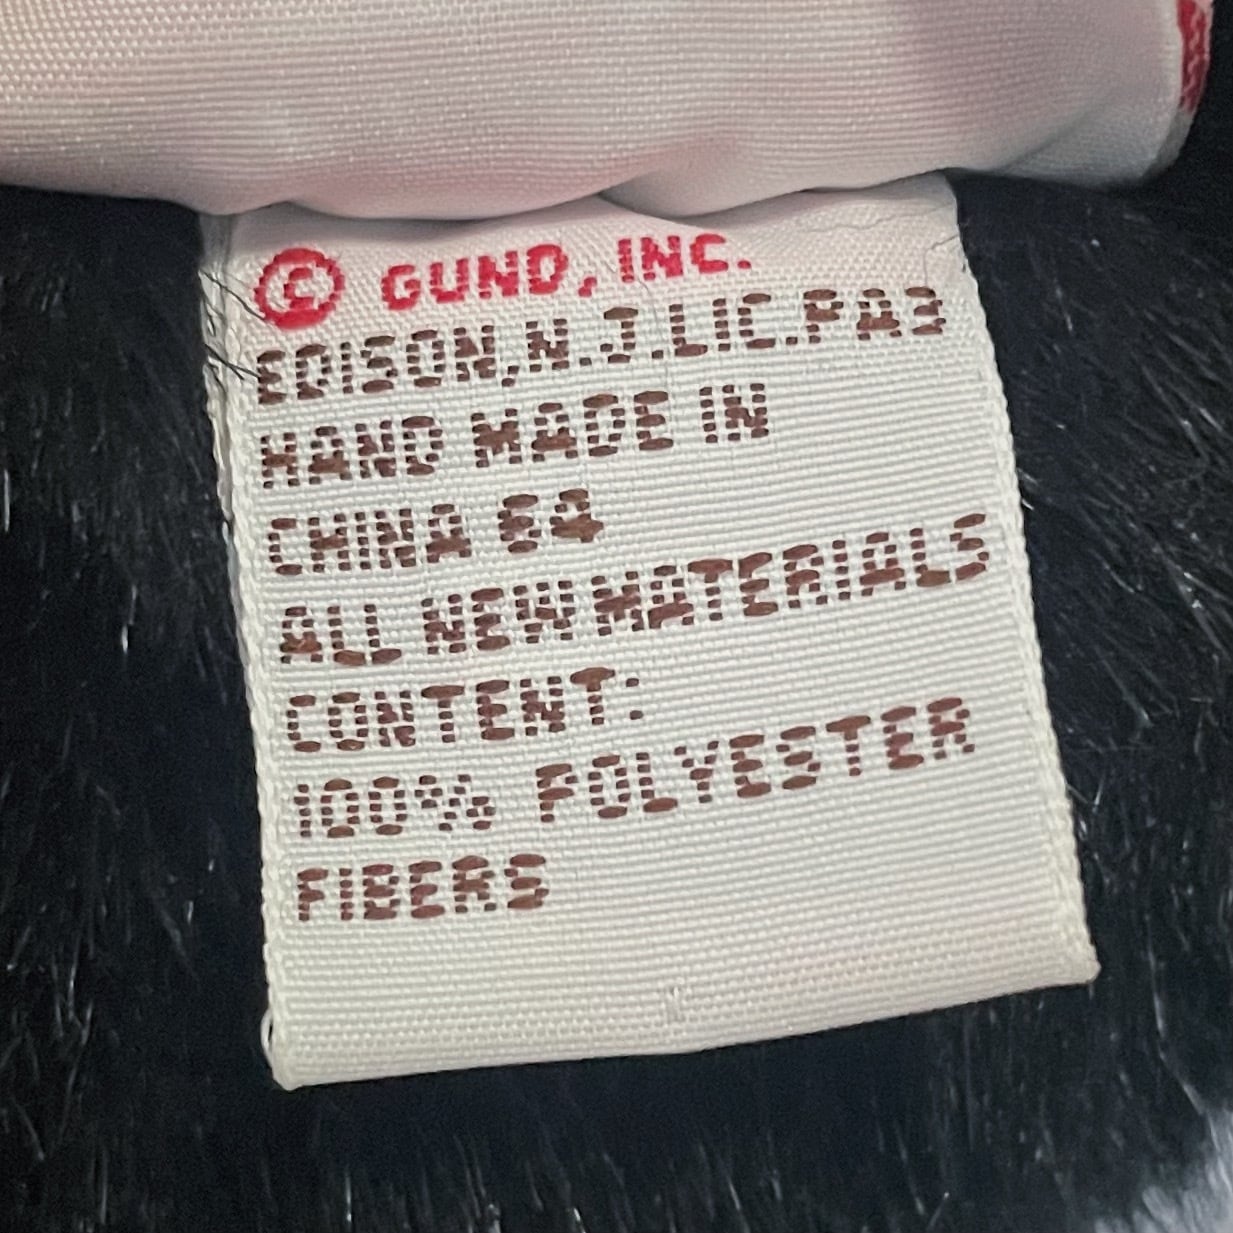 © GUND, INC.
EDISON, N.J. LIC. PA3
HAND MADE IN
CHINA 64
ALL NEW MATERIALS
CONTENT:
100% POLYESTER
FIBERS